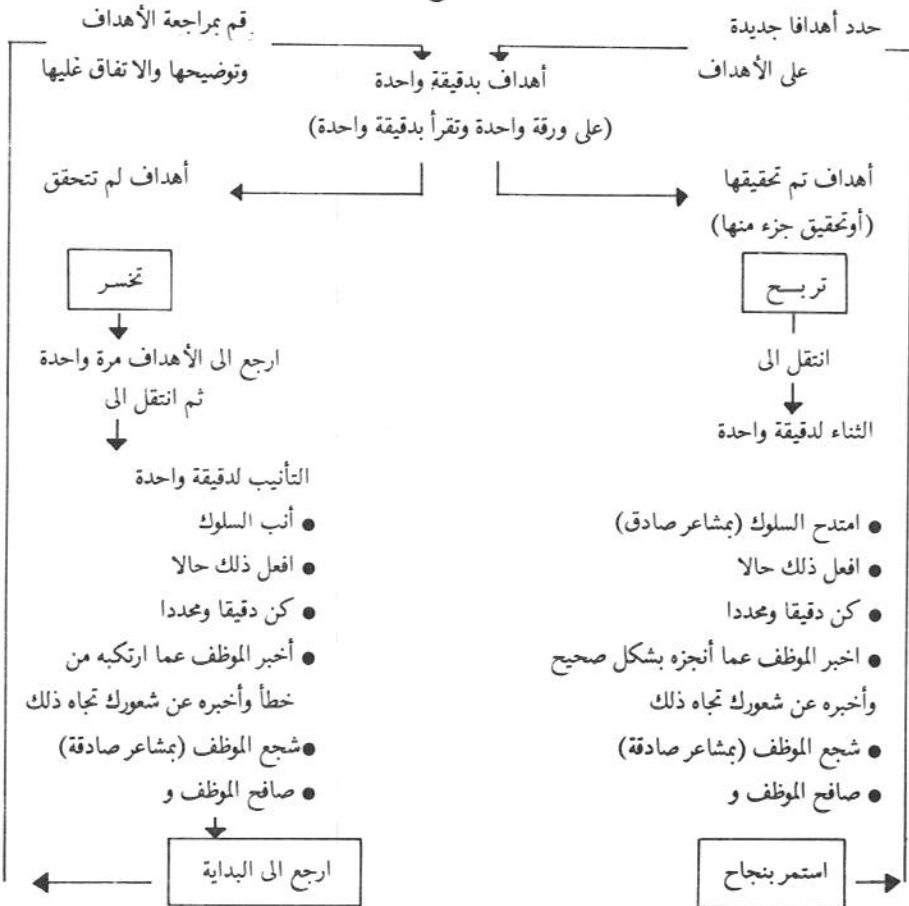 حدد أهدافا جديدة
على الأهداف
قم بمراجعة الأهداف
وتوضيحها والاتفاق غليها
أهداف بدقيقة واحدة
(على ورقة واحدة وتقرأ بدقيقة واحدة)
أهداف تم تحقيقها
(أوتحقيق جزء منها)
تربــح
انتقل الى
الثناء لدقيقة واحدة
● امتدح السلوك (بمشاعر صادق)
● افعل ذلك حالا
● كن دقيقا ومحددا
● اخبر الموظف عما أنجزه بشكل صحيح
وأخبره عن شعورك تجاه ذلك
● شجع الموظف (بمشاعر صادقة)
● صافح الموظف و
استمر بنجاح
أهداف لم تتحقق
تخسـر
ارجع الى الأهداف مرة واحدة
ثم انتقل الى
التأنيب لدقيقة واحدة
● أنب السلوك
● افعل ذلك حالا
● كن دقيقا ومحددا
● أخبر الموظف عما ارتكبه من
خطأ وأخبره عن شعورك تجاه ذلك
● شجع الموظف (بمشاعر صادقة)
● صافح الموظف و
ارجع الى البداية